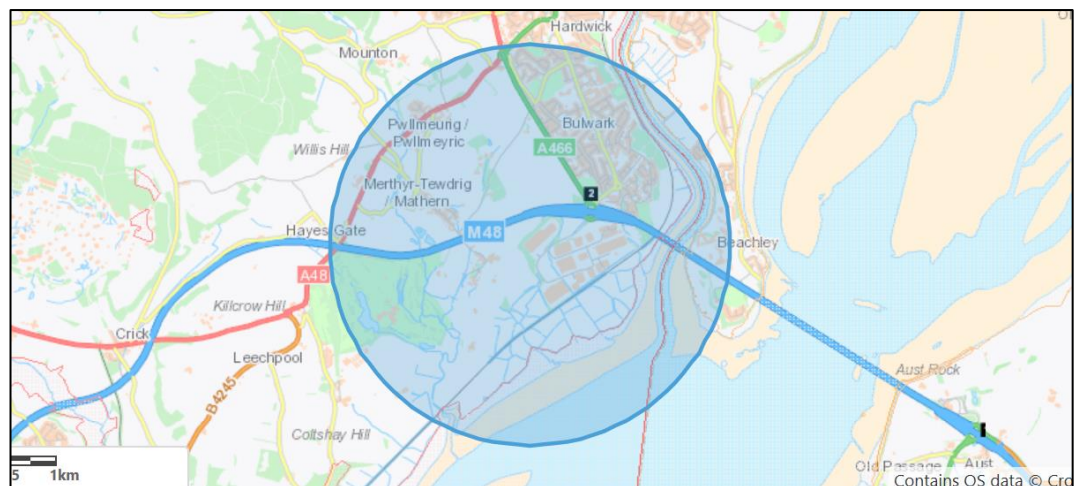 Hardwick
Mounton
Pwllmeurig /
Pwllmeyric
Bulwark
A466
Willis Hill
Merthyr-Tewdrig
/ Mathern
2
Hayes Gate
M48
Beachley
A48
Killcrow Hill
Crick
Leechpool
Aust Rock
B4245
Coltshay Hill
5
1km
Old Passage
Aust
Contains OS data © Cro